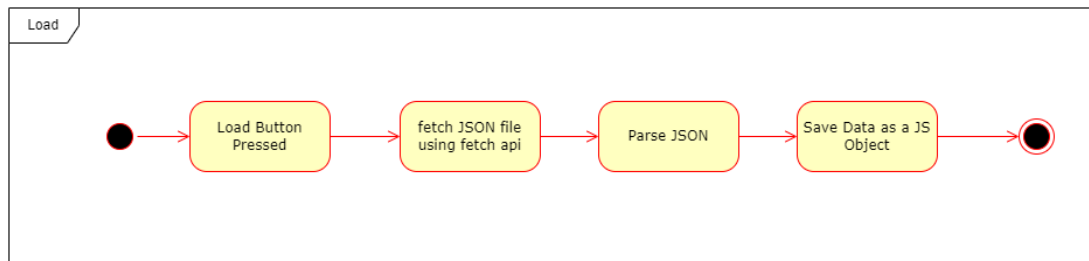 Load
Load Button
Pressed
fetch JSON file
using fetch api
Parse JSON
Save Data as a JS
Object